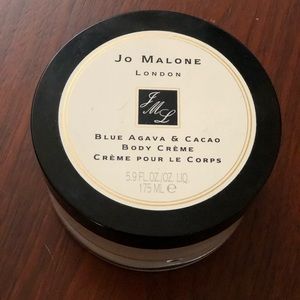 Jo Malone
London
JML
Blue Agava & Cacao
Body Crème
Crème pour le Corps
5.9 FL.OZ./OZ. LIQ.
175 ML ℮